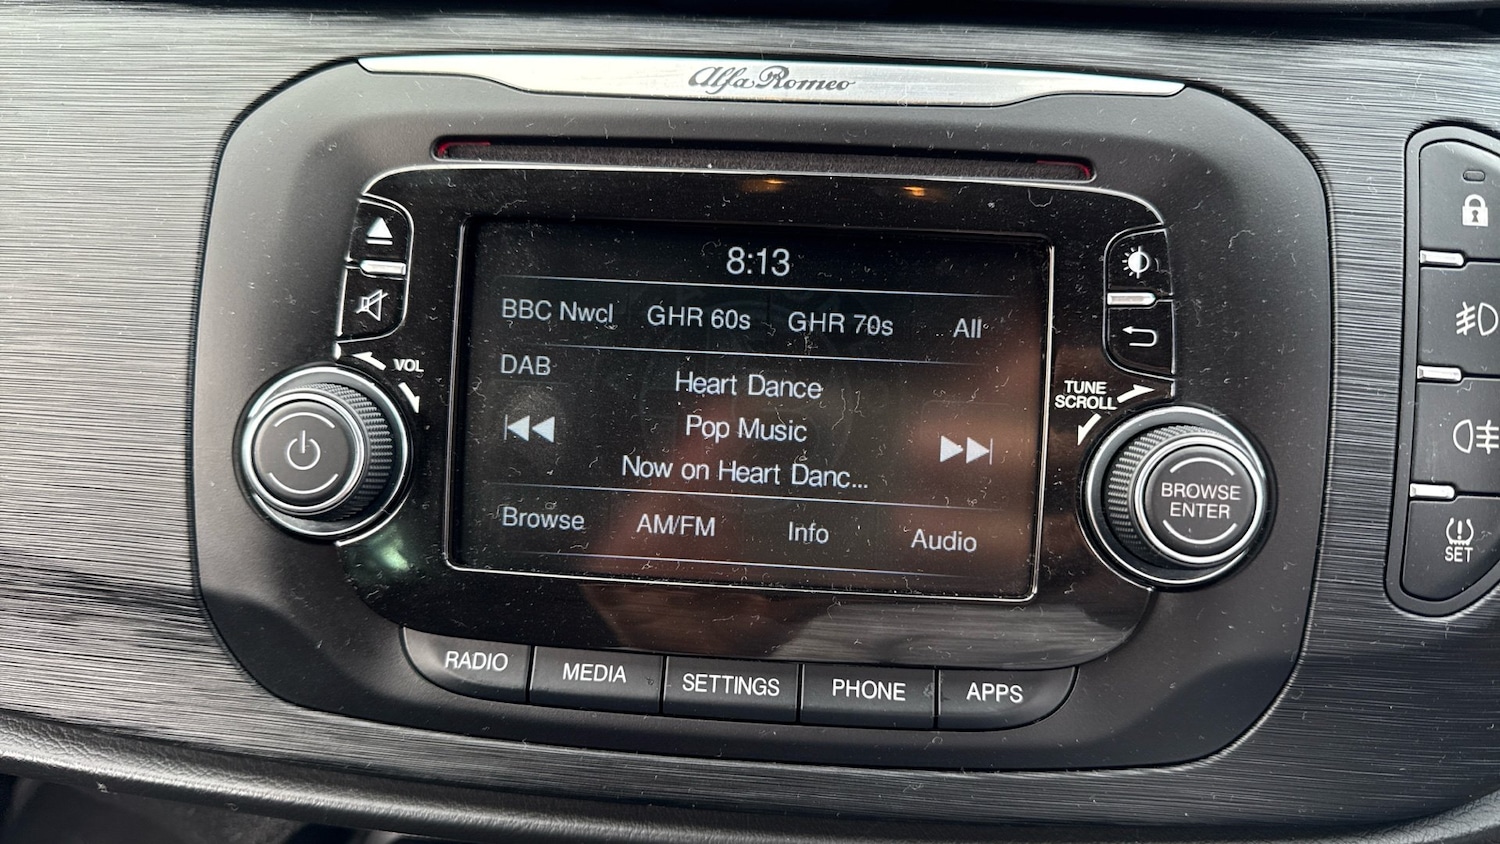 Alfa Romeo
8:13
BBC Nwcl GHR 60s GHR 70s All
DAB
Heart Dance
Pop Music
Now on Heart Danc...
Browse AM/FM Info Audio
VOL
TUNE
SCROLL
BROWSE
ENTER
RADIO MEDIA SETTINGS PHONE APPS
SET